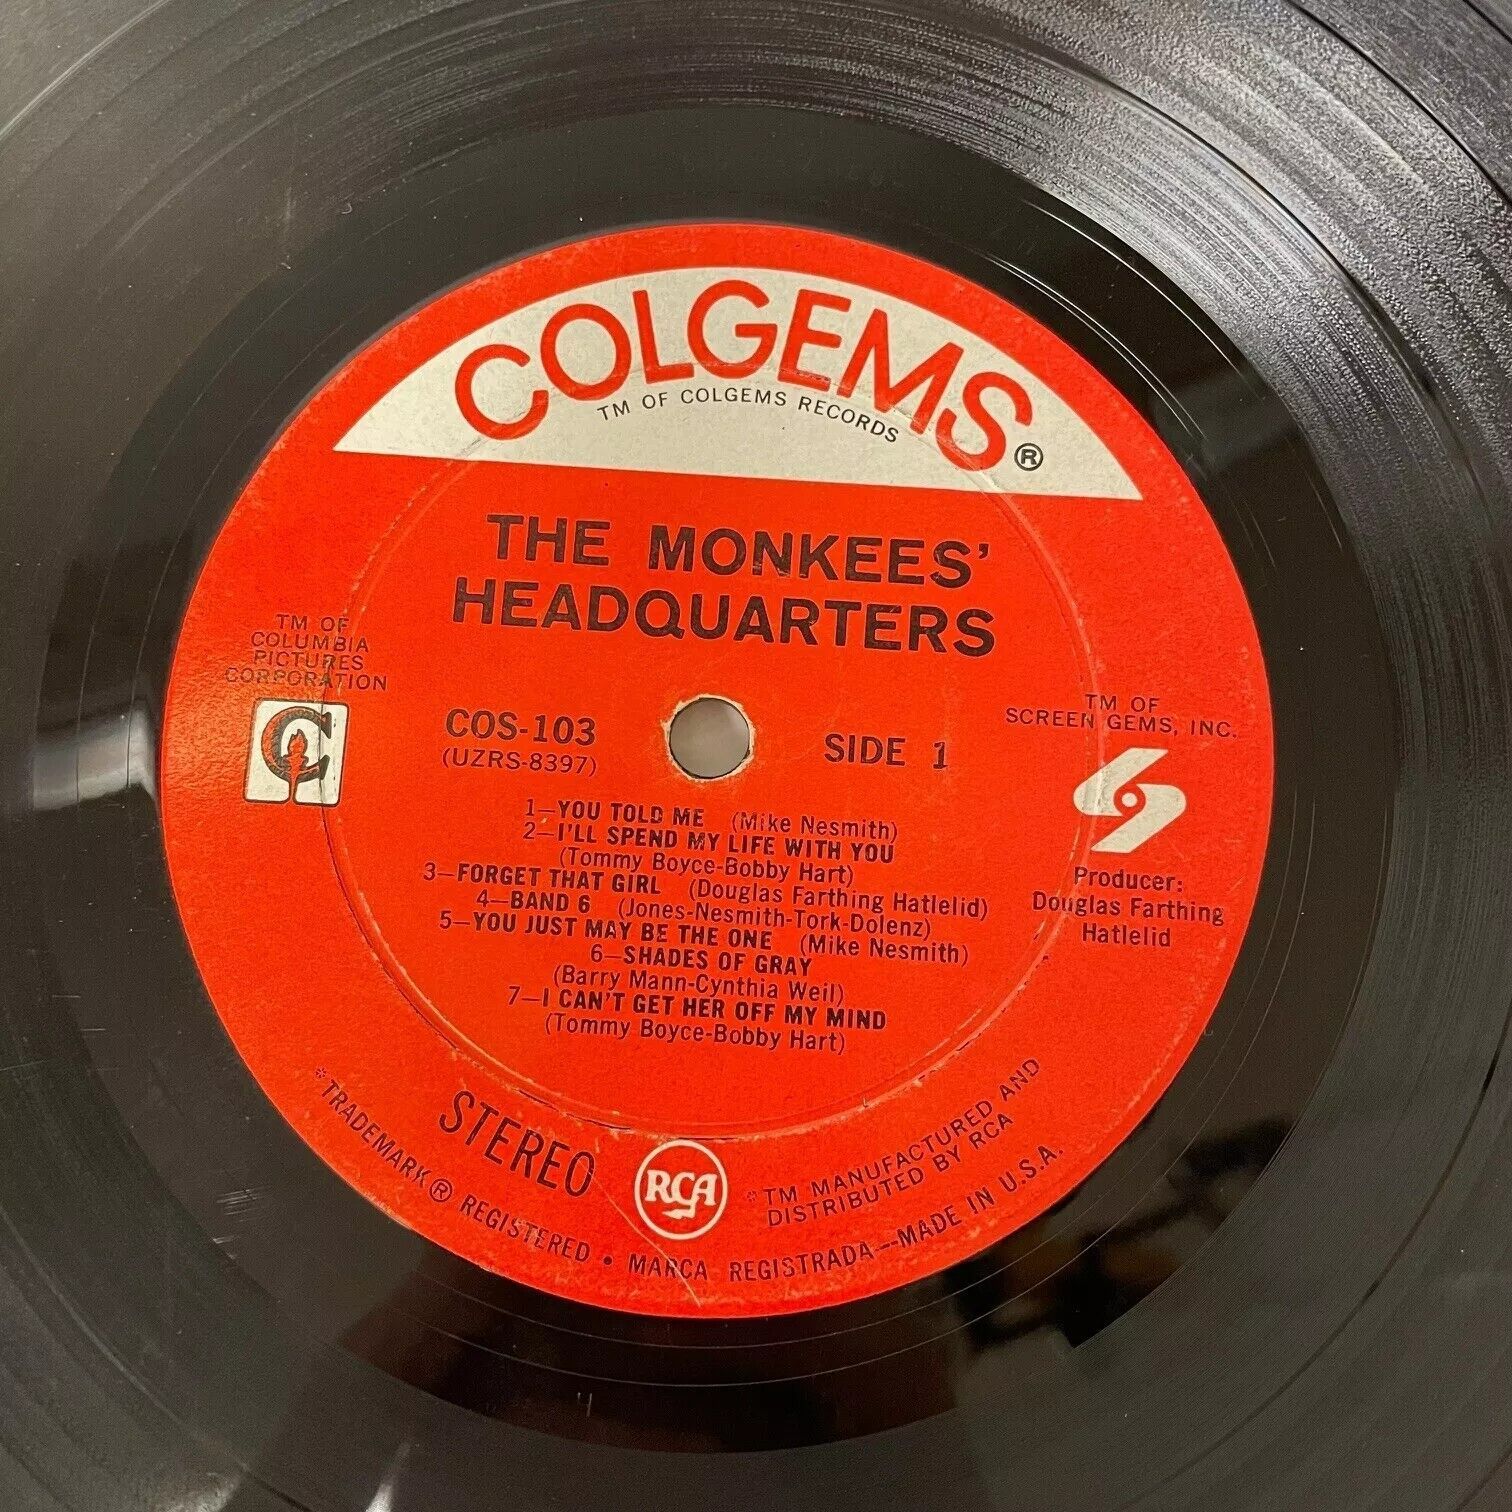 COLGEMS®
TM OF COLGEMS RECORDS
THE MONKEES'
HEADQUARTERS
TM OF
COLUMBIA
PICTURES
CORPORATION
C
COS-103
(UZRS-8397)
SIDE 1
TM OF
SCREEN GEMS, INC.
1—YOU TOLD ME (Mike Nesmith)
2—I'LL SPEND MY LIFE WITH YOU
(Tommy Boyce-Bobby Hart)
3—FORGET THAT GIRL (Douglas Farthing Hatlelid)
4—BAND 6 (Jones-Nesmith-Tork-Dolenz)
5—YOU JUST MAY BE THE ONE (Mike Nesmith)
6—SHADES OF GRAY
(Barry Mann-Cynthia Weil)
7—I CAN'T GET HER OFF MY MIND
(Tommy Boyce-Bobby Hart)
Producer:
Douglas Farthing
Hatlelid
STEREO
RCA
*TM MANUFACTURED AND
DISTRIBUTED BY RCA
*TRADEMARK ® REGISTERED • MARCA REGISTRADA—MADE IN U.S.A.
4